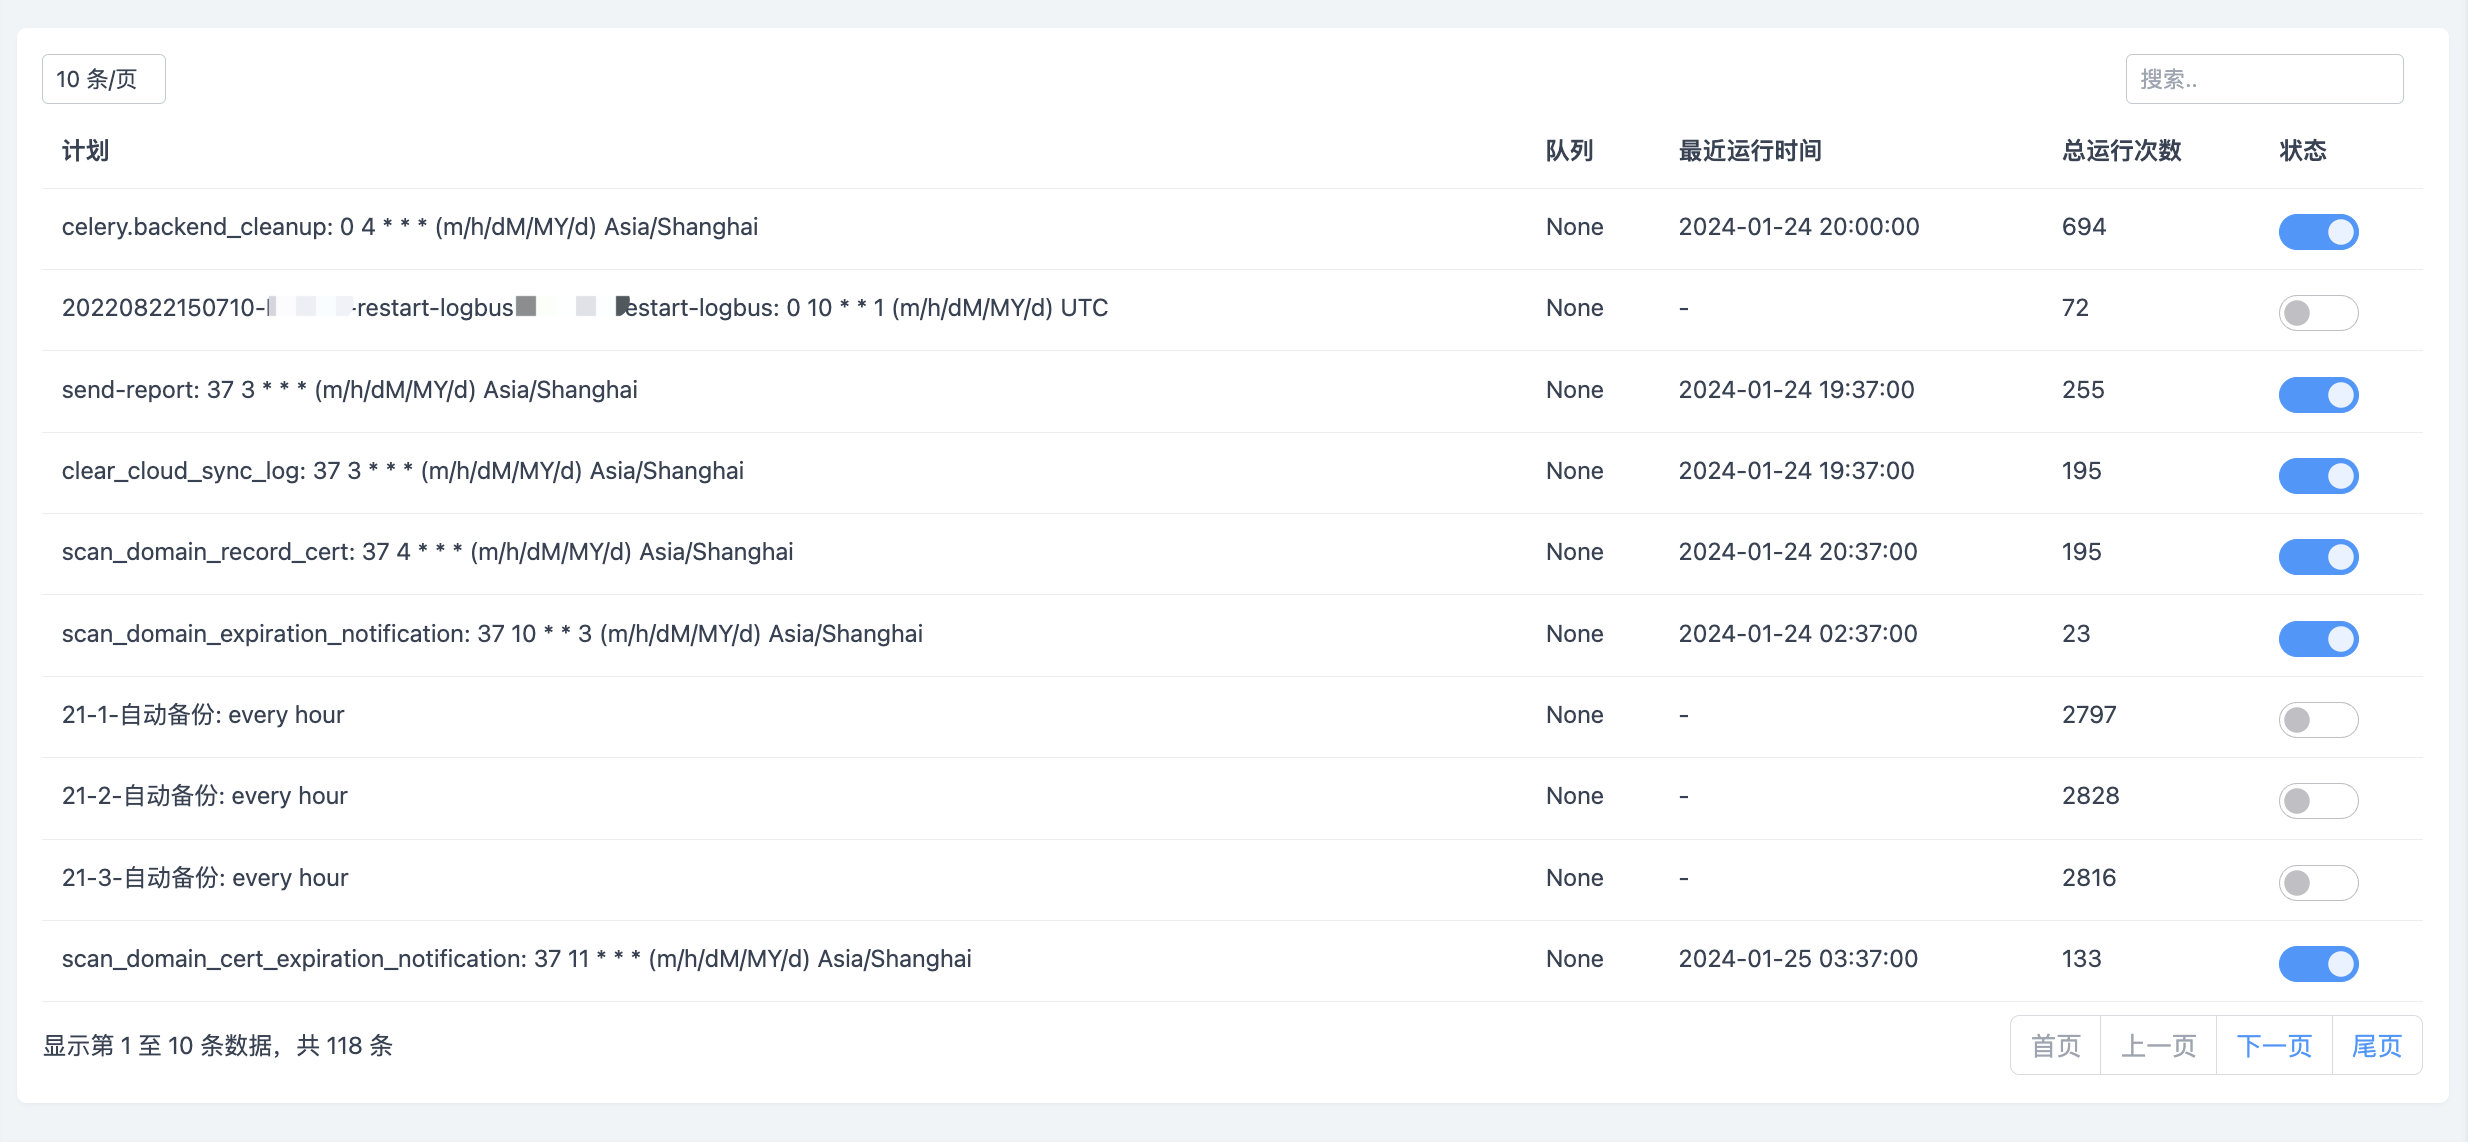 10 条/页 搜索..
计划 队列 最近运行时间 总运行次数 状态
celery.backend_cleanup: 0 4 * * * (m/h/dM/MY/d) Asia/Shanghai None 2024-01-24 20:00:00 694
20220822150710- -restart-logbus estart-logbus: 0 10 * * 1 (m/h/dM/MY/d) UTC None - 72
send-report: 37 3 * * * (m/h/dM/MY/d) Asia/Shanghai None 2024-01-24 19:37:00 255
clear_cloud_sync_log: 37 3 * * * (m/h/dM/MY/d) Asia/Shanghai None 2024-01-24 19:37:00 195
scan_domain_record_cert: 37 4 * * * (m/h/dM/MY/d) Asia/Shanghai None 2024-01-24 20:37:00 195
scan_domain_expiration_notification: 37 10 * * 3 (m/h/dM/MY/d) Asia/Shanghai None 2024-01-24 02:37:00 23
21-1-自动备份: every hour None - 2797
21-2-自动备份: every hour None - 2828
21-3-自动备份: every hour None - 2816
scan_domain_cert_expiration_notification: 37 11 * * * (m/h/dM/MY/d) Asia/Shanghai None 2024-01-25 03:37:00 133
显示第 1 至 10 条数据，共 118 条 首页 上一页 下一页 尾页